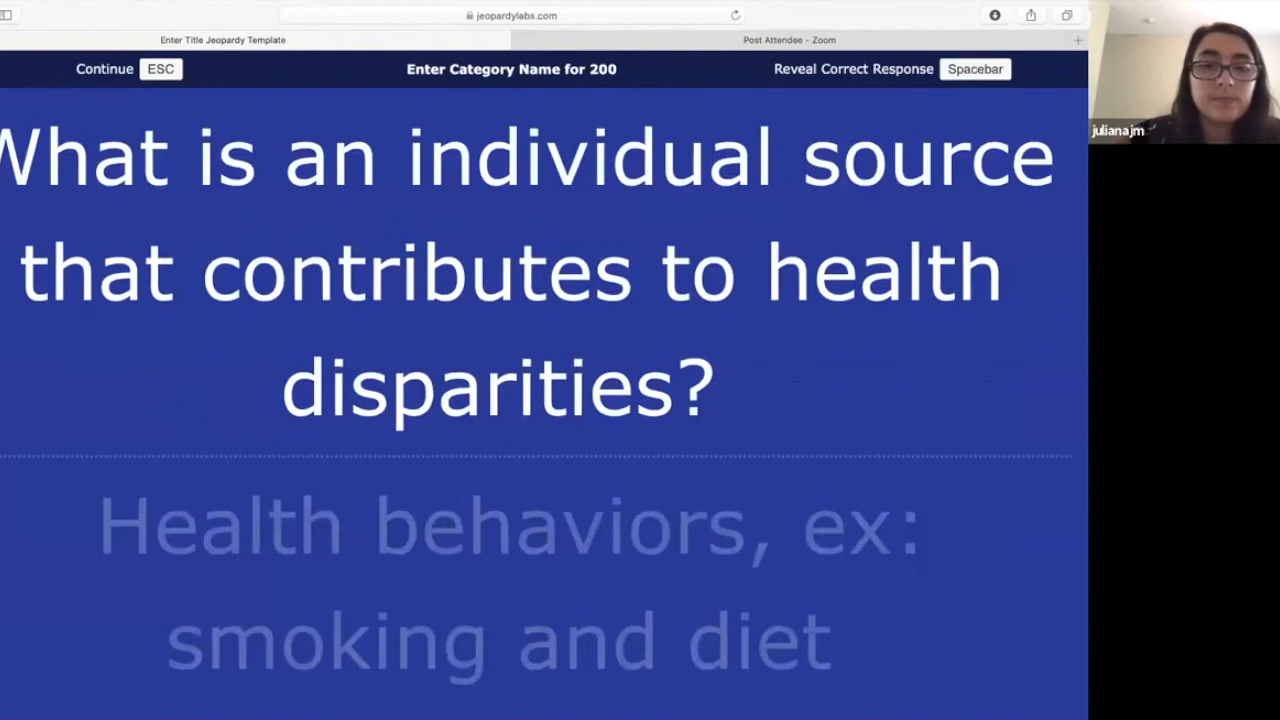 jeopardylabs.com
Enter Title Jeopardy Template
Post Attendee - Zoom
Continue ESC
Enter Category Name for 200
Reveal Correct Response Spacebar
What is an individual source
that contributes to health
disparities?
Health behaviors, ex:
smoking and diet
julianajm